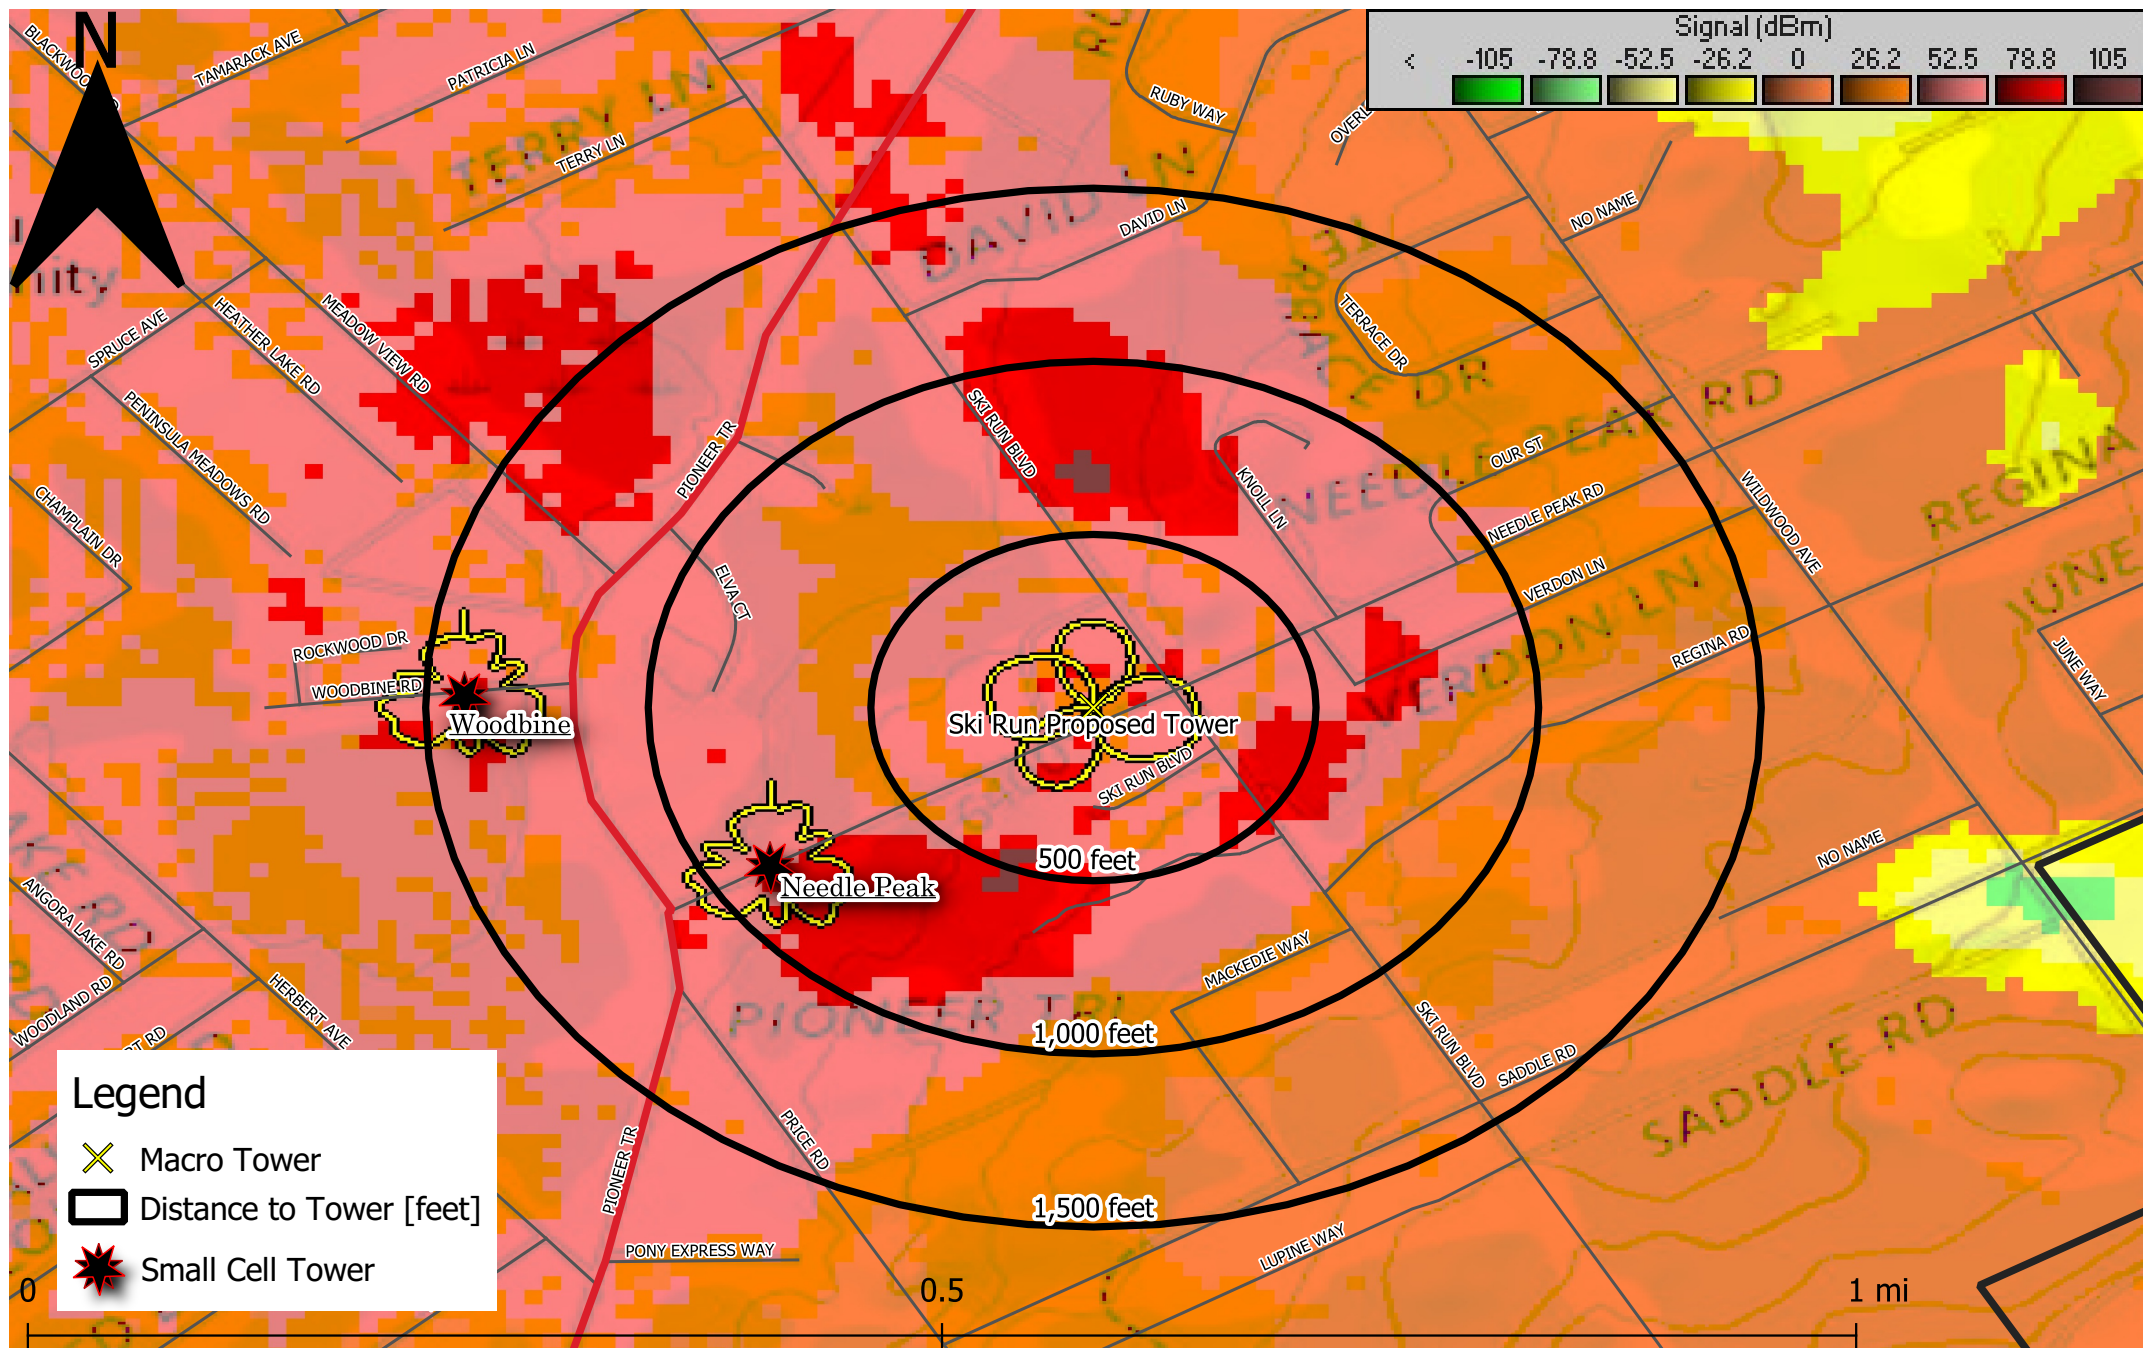 N
Signal (dBm)
< -105 -78.8 -52.5 -26.2 0 26.2 52.5 78.8 105
TAMARACK AVE
PATRICIA LN
TERRY LN
TERRY LN
RUBY WAY
DAVID LN
DAVID LN
NO NAME
SPRUCE AVE
HEATHER LAKE RD
MEADOW VIEW RD
PENINSULA MEADOWS RD
CHAMPLAIN DR
PIONEER TR
SKI RUN BLVD
TERRACE DR
TERRACE DR
KNOLL LN
OUR ST
NEEDLE PEAK RD
NEEDLE PEAK RD
WILDWOOD AVE
REGINA
JUNE
JUNE WAY
VERDON LN
VERDON LN
REGINA RD
ELVA CT
ROCKWOOD DR
WOODBINE RD
Woodbine
Ski Run Proposed Tower
SKI RUN BLVD
500 feet
Needle Peak
NO NAME
ANGORA LAKE RD
WOODLAND RD
HERBERT AVE
MACKEDIE WAY
PIONEER TRL
1,000 feet
SKI RUN BLVD
SADDLE RD
SADDLE RD
PRICE RD
PIONEER TR
1,500 feet
PONY EXPRESS WAY
LUPINE WAY
Legend
Macro Tower
Distance to Tower [feet]
Small Cell Tower
0 0.5 1 mi